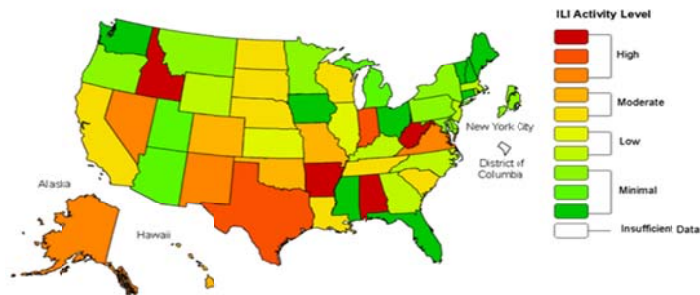 ILI Activity Level
High
Moderate
Low
Minimal
Insufficient Data
New York City
District of
Columbia
Alaska
Hawaii